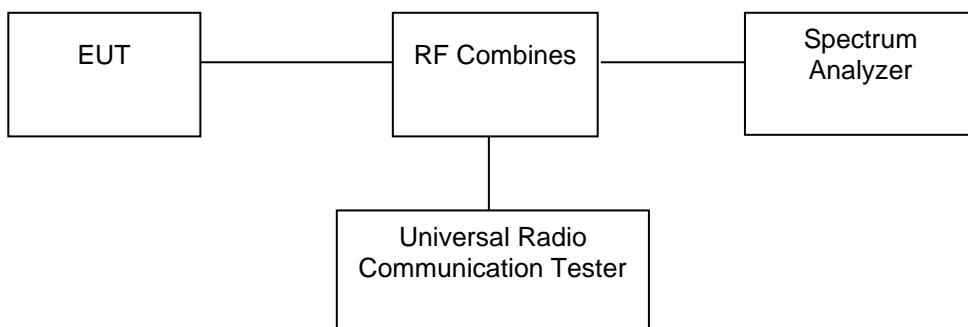 EUT
RF Combines
Spectrum
Analyzer
Universal Radio
Communication Tester